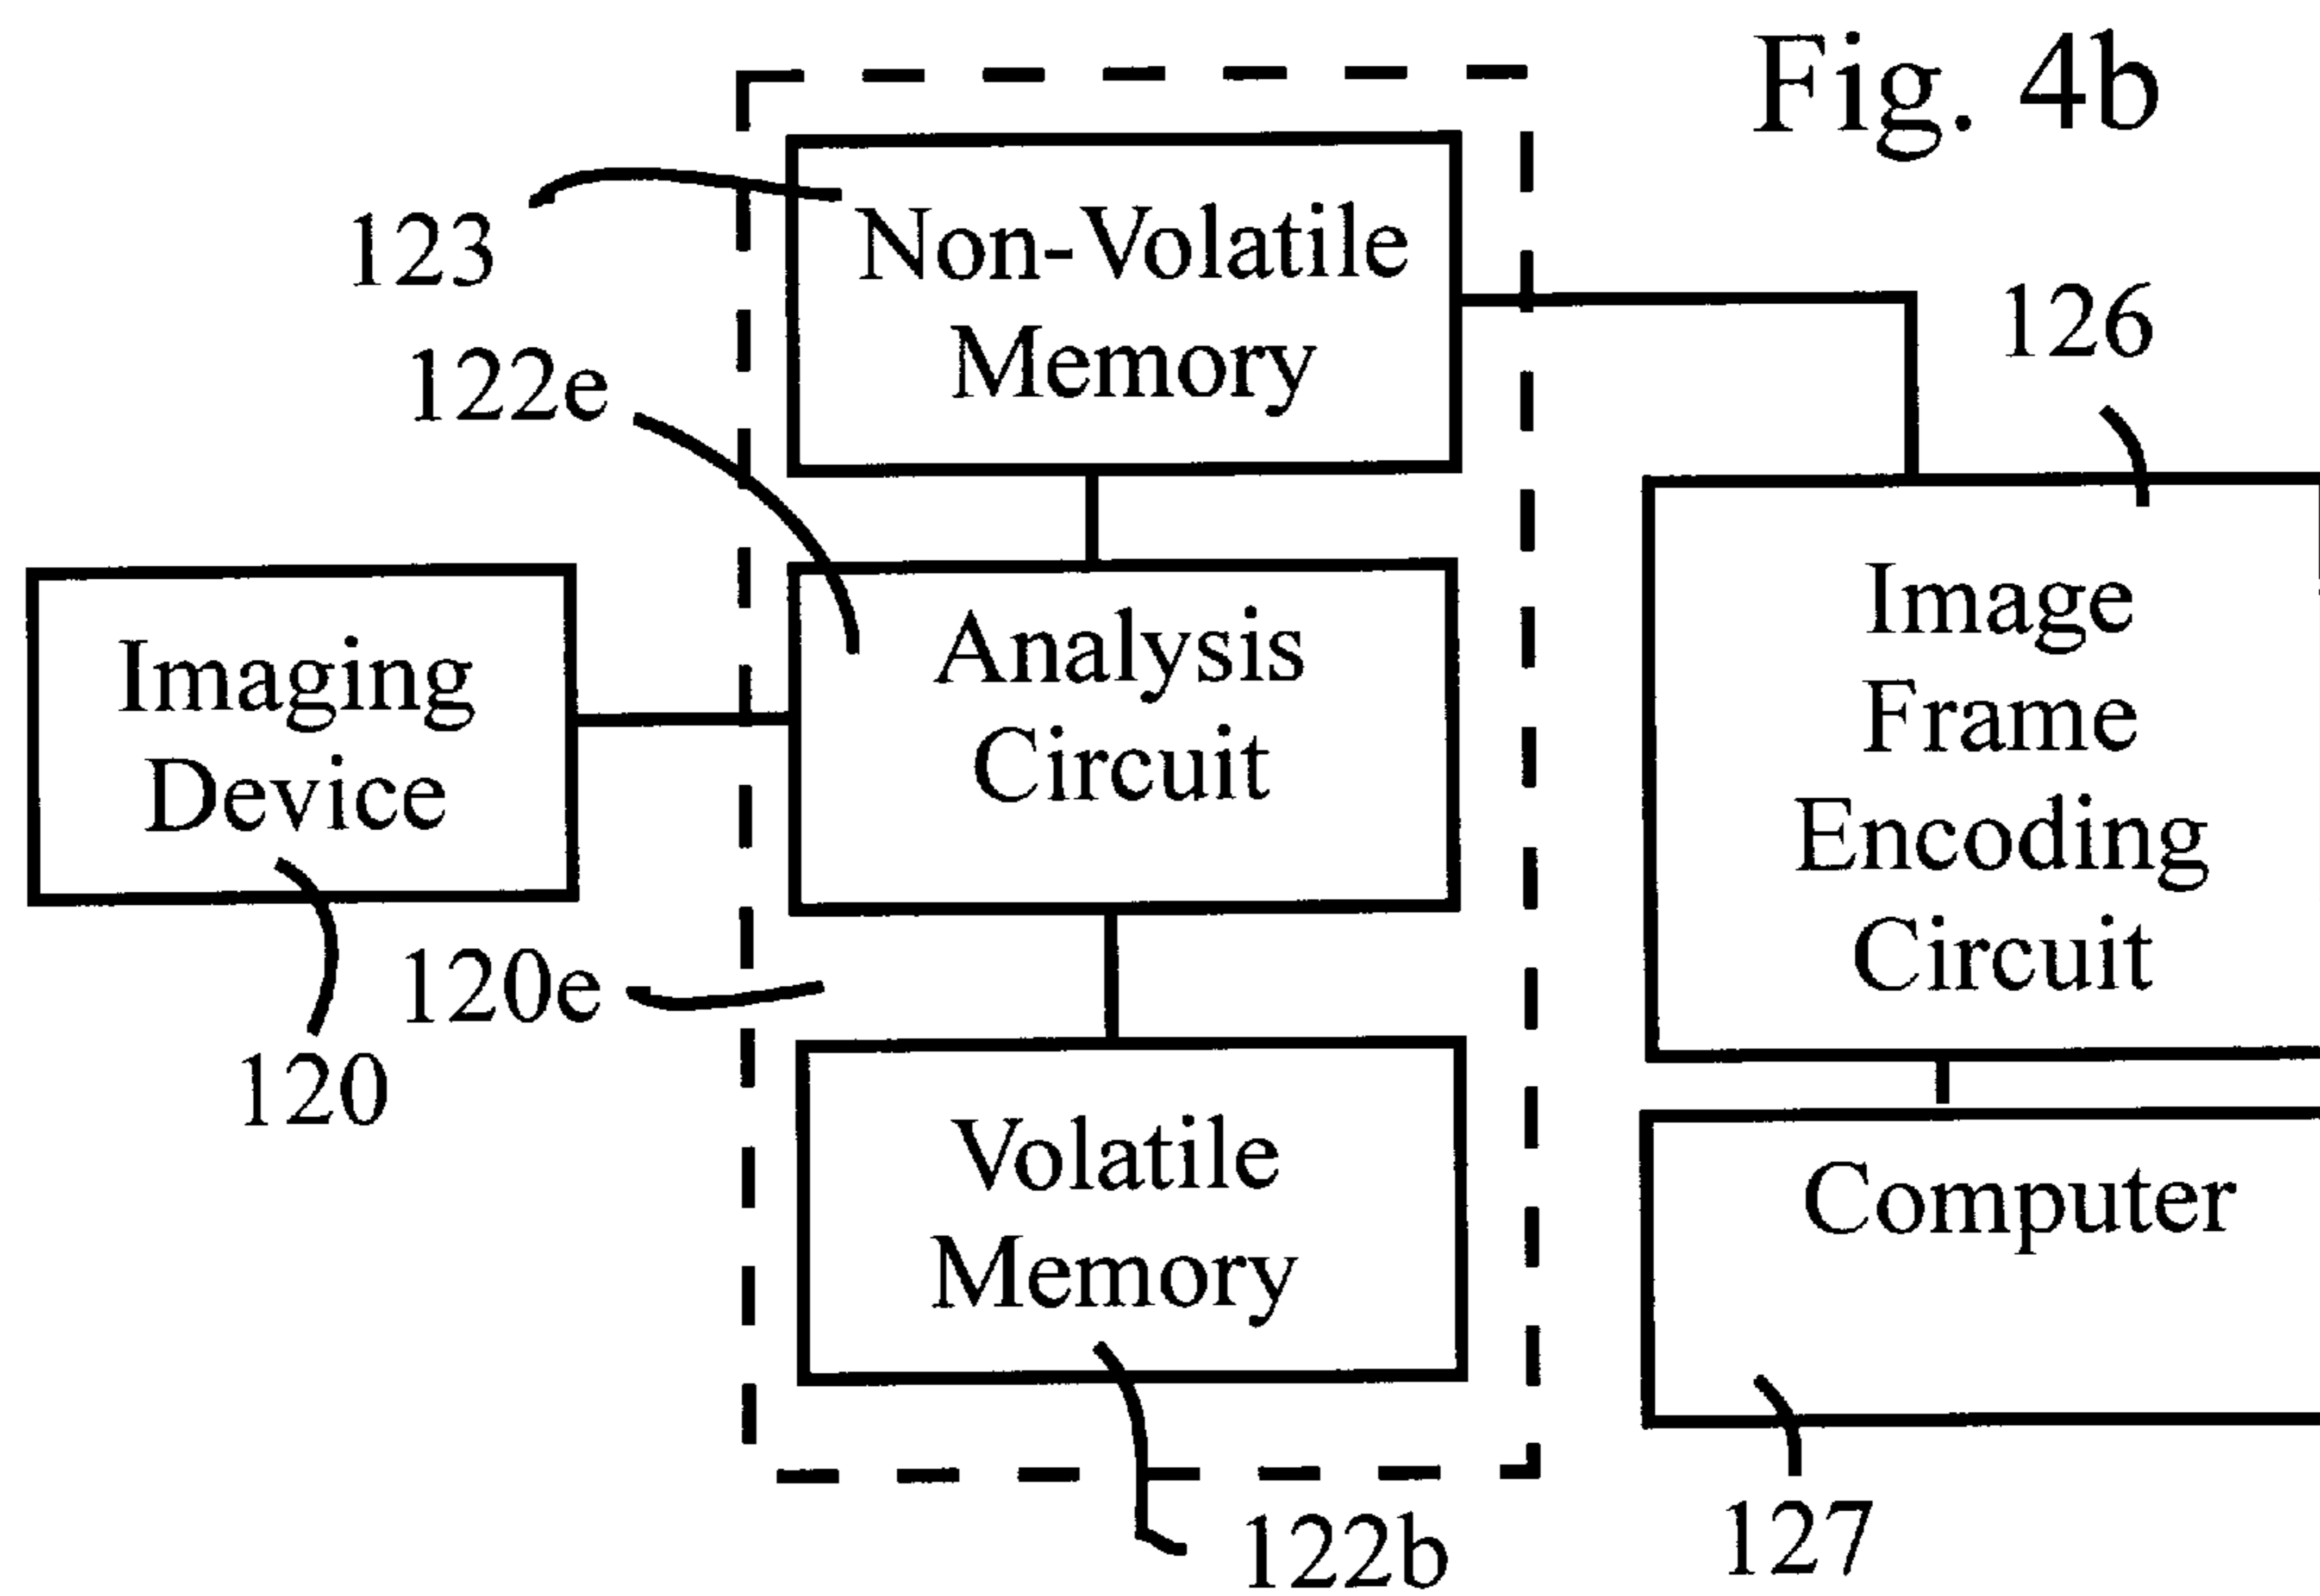 Fig. 4b
123
Non-Volatile
Memory
126
122e
Imaging
Device
Analysis
Circuit
Image
Frame
Encoding
Circuit
120e
120
Volatile
Memory
Computer
122b
127